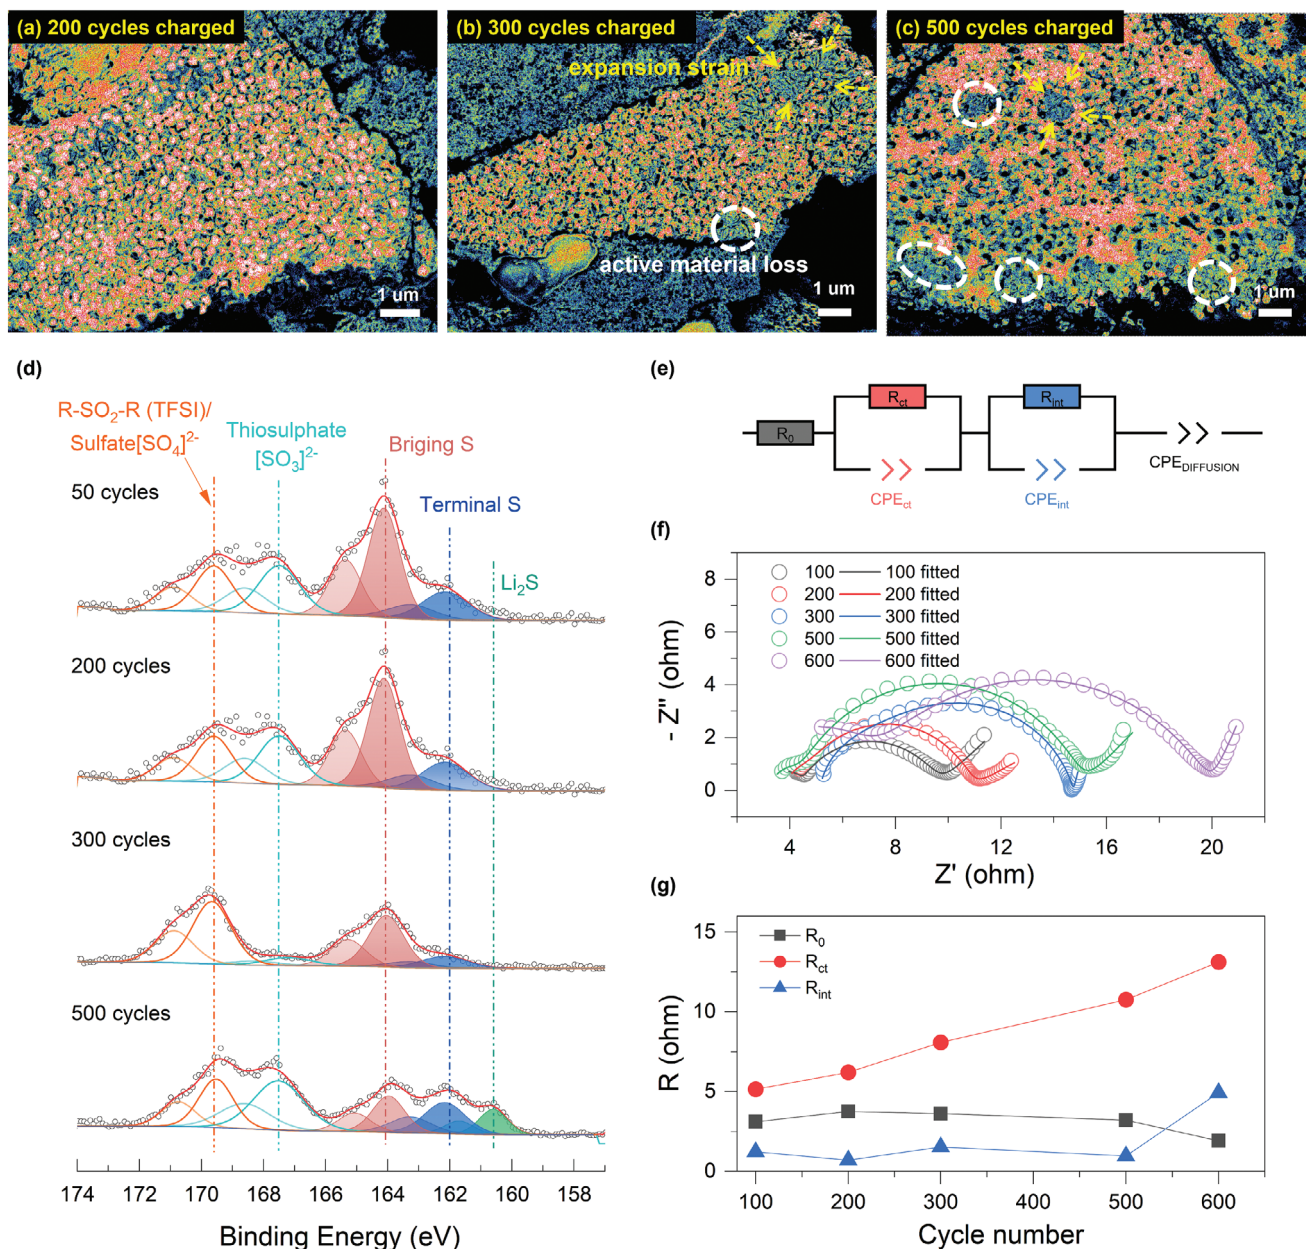 (a) 200 cycles charged
1 um
(b) 300 cycles charged
expansion strain
active material loss
1 um
(c) 500 cycles charged
1 um
(d)
R-SO2-R (TFSI)/
Sulfate[SO4]2-
Thiosulphate
[SO3]2-
Briging S
Terminal S
Li2S
50 cycles
200 cycles
300 cycles
500 cycles
174 172 170 168 166 164 162 160 158
Binding Energy (eV)
(e)
R0
Rct
CPEct
Rint
CPEint
CPEDIFFUSION
(f)
100 100 fitted
200 200 fitted
300 300 fitted
500 500 fitted
600 600 fitted
8
6
4
2
0
- Z'' (ohm)
4 8 12 16 20
Z' (ohm)
(g)
R0
Rct
Rint
15
10
5
0
R (ohm)
100 200 300 500 600
Cycle number